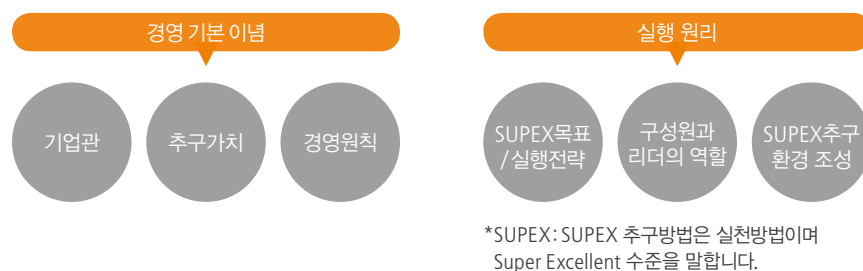 경영 기본 이념
기업관
추구가치
경영원칙
실행 원리
SUPEX목표
/실행전략
구성원과
리더의 역할
SUPEX추구
환경 조성
*SUPEX: SUPEX 추구방법은 실천방법이며
Super Excellent 수준을 말합니다.